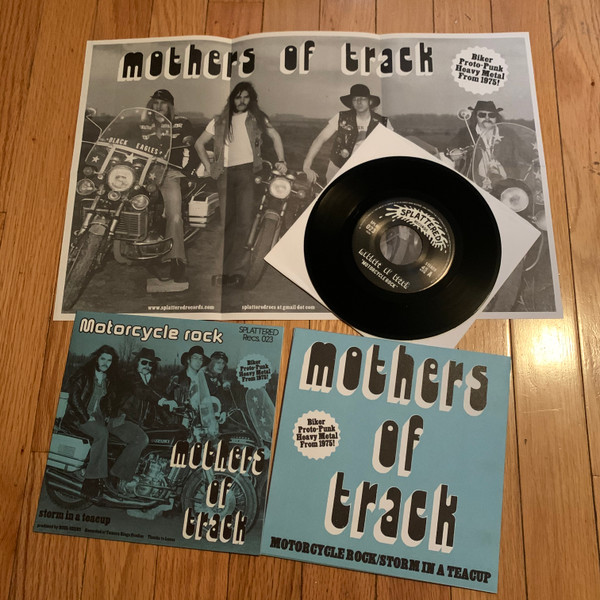 mothers of track
Biker
Proto-Punk
Heavy Metal
From 1975!
BLACK EAGLES
www.splatteredrecords.com
splatteredrecs at gmail dot com
SPLATTERED
mothers of track
"MOTORCYCLE ROCK"
Motorcycle rock
SPLATTERED
Recs. 023
Biker
Proto-Punk
Heavy Metal
From 1975!
mothers
of
track
storm in a teacup
produced by
mothers
of
track
Biker
Proto-Punk
Heavy Metal
From 1975!
MOTORCYCLE ROCK/STORM IN A TEACUP